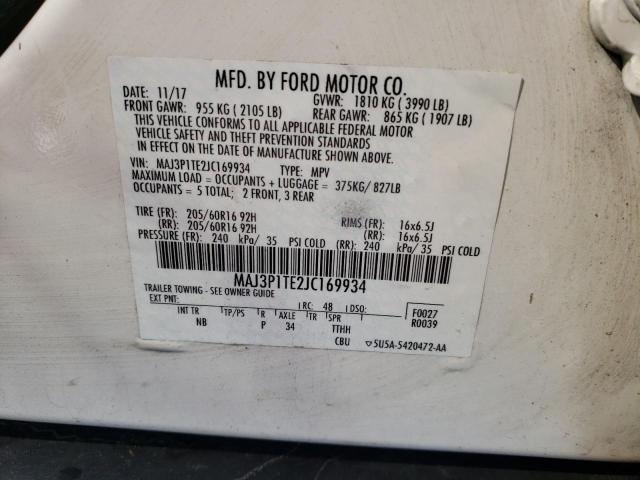 MFD. BY FORD MOTOR CO.
DATE: 11/17 GVWR: 1810 KG ( 3990 LB)
FRONT GAWR: 955 KG ( 2105 LB) REAR GAWR: 865 KG ( 1907 LB)
THIS VEHICLE CONFORMS TO ALL APPLICABLE FEDERAL MOTOR
VEHICLE SAFETY AND THEFT PREVENTION STANDARDS
IN EFFECT ON THE DATE OF MANUFACTURE SHOWN ABOVE.
VIN: MAJ3P1TE2JC169934 TYPE: MPV
MAXIMUM LOAD = OCCUPANTS + LUGGAGE = 375KG/ 827LB
OCCUPANTS = 5 TOTAL; 2 FRONT, 3 REAR
TIRE (FR): 205/60R16 92H RIMS (FR): 16x6.5J
(RR): 205/60R16 92H (RR): 16x6.5J
PRESSURE (FR): 240 kPa/ 35 PSI COLD (RR): 240 kPa/ 35 PSI COLD
MAJ3P1TE2JC169934
TRAILER TOWING - SEE OWNER GUIDE
EXT PNT: RC: 48 DSO: F0027
INT TR TP/PS R AXLE TR SPR R0039
NB P 34 TTHH
CBU ▽5U5A-5420472-AA